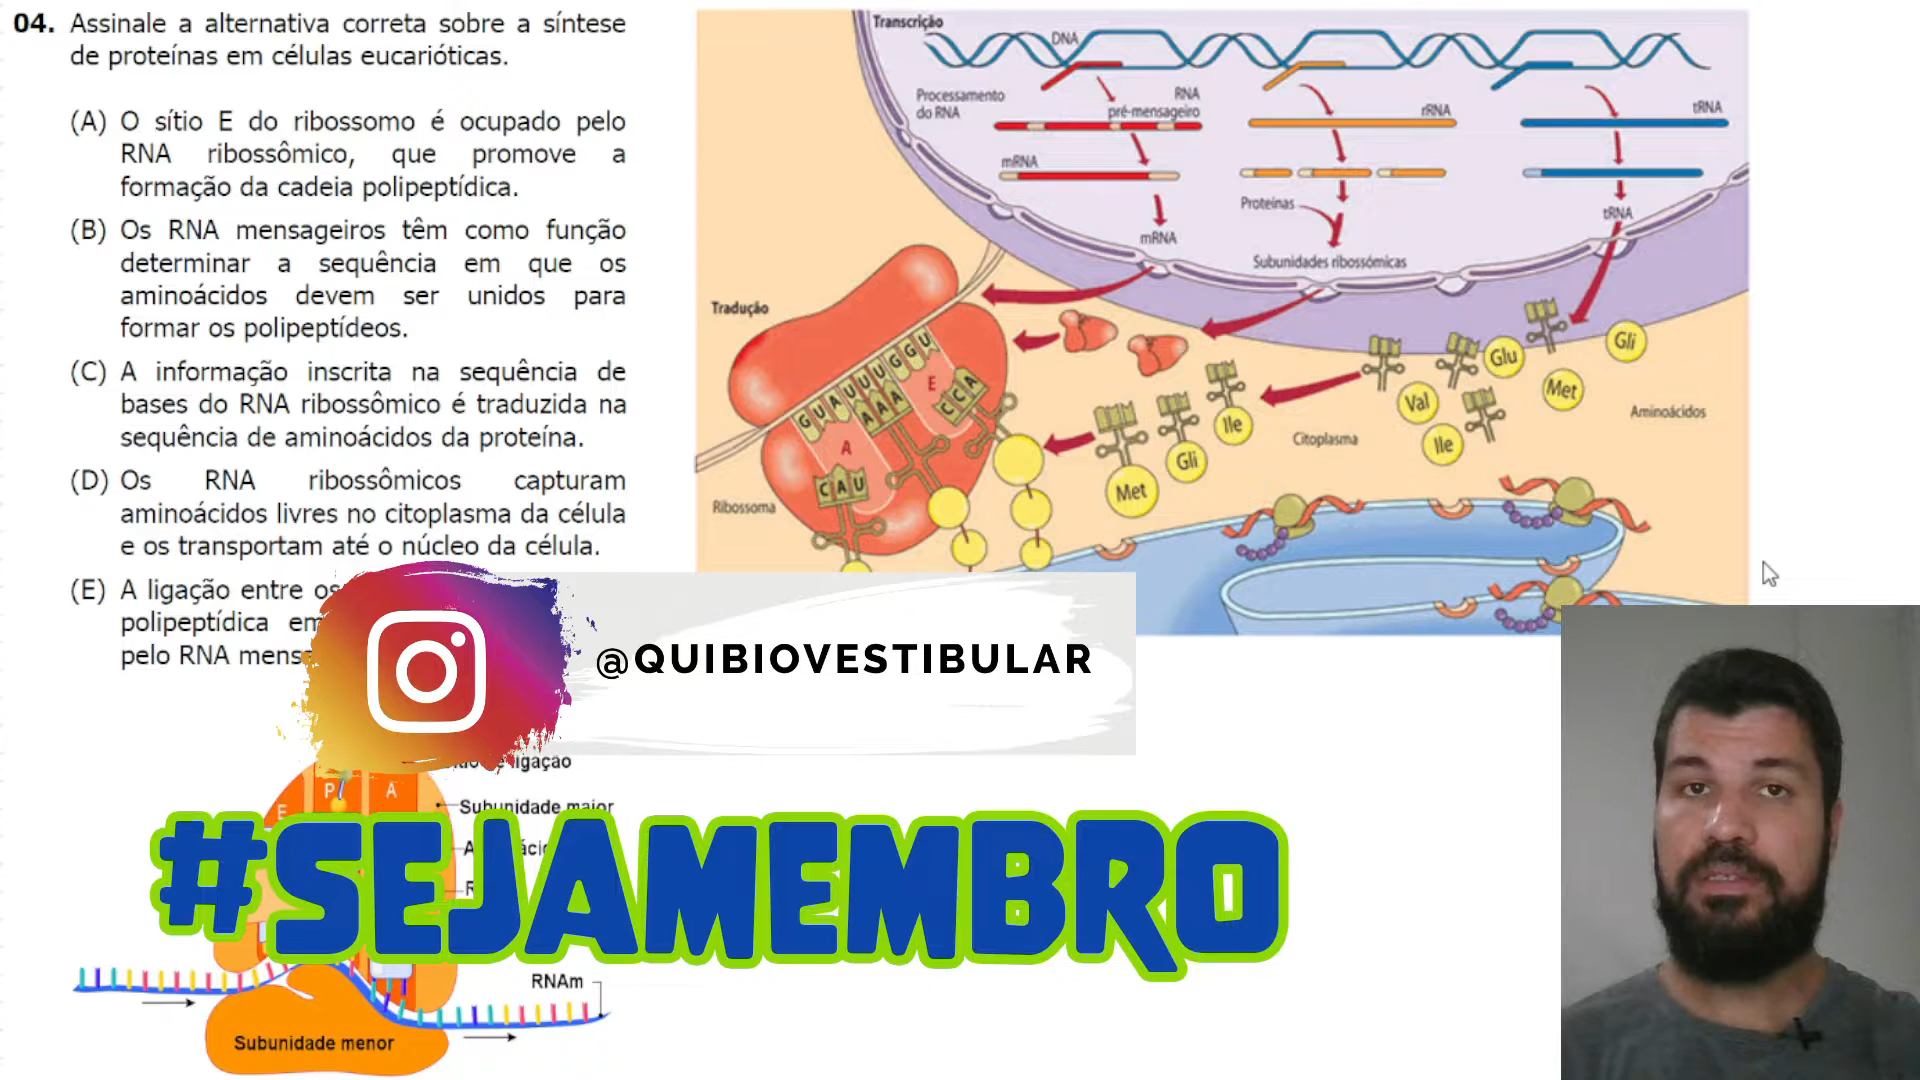 04. Assinale a alternativa correta sobre a síntese
de proteínas em células eucarióticas.
(A) O sítio E do ribossomo é ocupado pelo
RNA ribossômico, que promove a
formação da cadeia polipeptídica.
(B) Os RNA mensageiros têm como função
determinar a sequência em que os
aminoácidos devem ser unidos para
formar os polipeptídeos.
(C) A informação inscrita na sequência de
bases do RNA ribossômico é traduzida na
sequência de aminoácidos da proteína.
(D) Os RNA ribossômicos capturam
aminoácidos livres no citoplasma da célula
e os transportam até o núcleo da célula.
(E) A ligação entre os
polipeptídica em
pelo RNA mens
Transcrição
DNA
Processamento
do RNA
RNA
pré-mensageiro
rRNA
tRNA
mRNA
Proteínas
tRNA
mRNA
Subunidades ribossómicas
Tradução
GUAUUUGGU
E
AAA
CCA
A
CAU
Ribossoma
Met
Gli
Ile
Citoplasma
Val
Ile
Glu
Met
Gli
Aminoácidos
@QUIBIOVESTIBULAR
ligação
E
P
A
Subunidade maior
#SEJAMEMBRO
RNAm
Subunidade menor